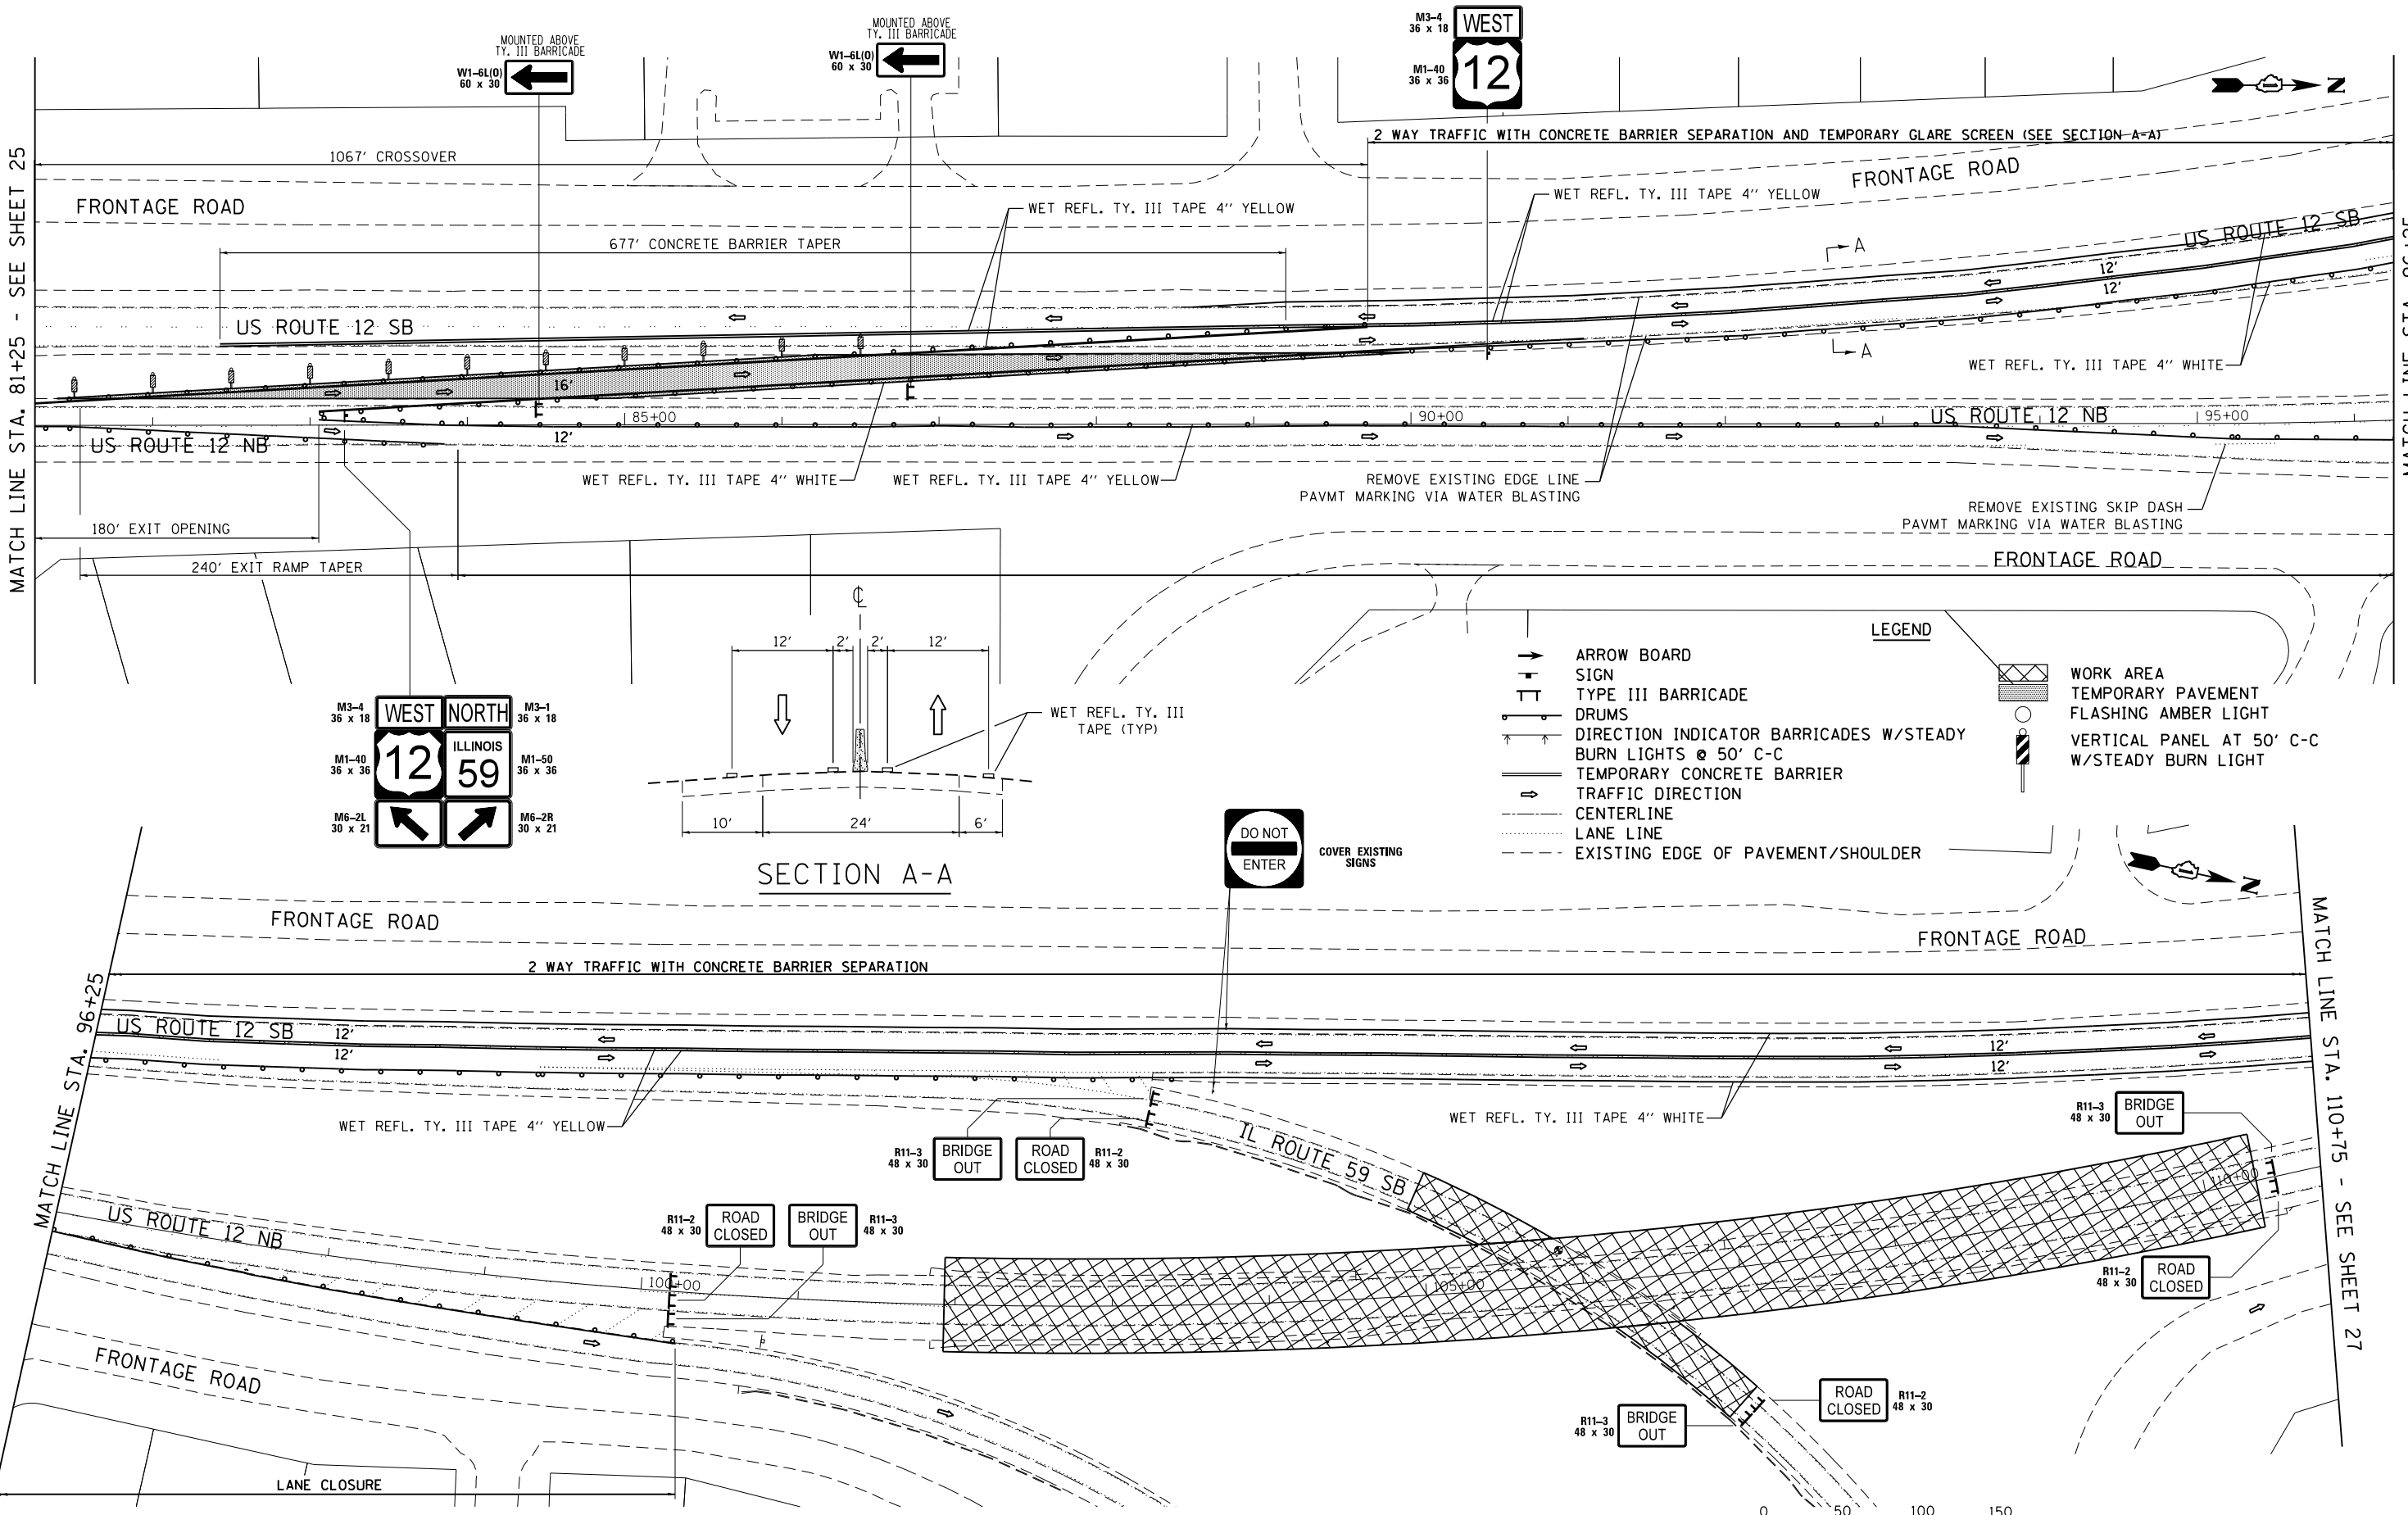 MOUNTED ABOVE
TY. III BARRICADE
W1-6L(O)
60 x 30
MOUNTED ABOVE
TY. III BARRICADE
W1-6L(O)
60 x 30
M3-4
36 x 18
WEST
M1-40
36 x 36
12
N
2 WAY TRAFFIC WITH CONCRETE BARRIER SEPARATION AND TEMPORARY GLARE SCREEN (SEE SECTION A-A)
1067' CROSSOVER
FRONTAGE ROAD
FRONTAGE ROAD
WET REFL. TY. III TAPE 4'' YELLOW
WET REFL. TY. III TAPE 4'' YELLOW
677' CONCRETE BARRIER TAPER
MATCH LINE STA. 81+25 - SEE SHEET 25
US ROUTE 12 SB
US ROUTE 12 SB
A
A
12'
12'
WET REFL. TY. III TAPE 4'' WHITE
16'
85+00
90+00
95+00
US ROUTE 12 NB
US ROUTE 12 NB
12'
WET REFL. TY. III TAPE 4'' WHITE
WET REFL. TY. III TAPE 4'' YELLOW
REMOVE EXISTING EDGE LINE
PAVMT MARKING VIA WATER BLASTING
REMOVE EXISTING SKIP DASH
PAVMT MARKING VIA WATER BLASTING
180' EXIT OPENING
240' EXIT RAMP TAPER
FRONTAGE ROAD
M3-4
36 x 18
WEST
NORTH
M3-1
36 x 18
M1-40
36 x 36
12
ILLINOIS
59
M1-50
36 x 36
M6-2L
30 x 21
M6-2R
30 x 21
℄
12'
2'
2'
12'
WET REFL. TY. III
TAPE (TYP)
10'
24'
6'
SECTION A-A
LEGEND
ARROW BOARD
SIGN
TYPE III BARRICADE
DRUMS
DIRECTION INDICATOR BARRICADES W/STEADY
BURN LIGHTS @ 50' C-C
TEMPORARY CONCRETE BARRIER
TRAFFIC DIRECTION
CENTERLINE
LANE LINE
EXISTING EDGE OF PAVEMENT/SHOULDER
WORK AREA
TEMPORARY PAVEMENT
FLASHING AMBER LIGHT
VERTICAL PANEL AT 50' C-C
W/STEADY BURN LIGHT
DO NOT
ENTER
COVER EXISTING
SIGNS
N
MATCH LINE STA. 96+25
FRONTAGE ROAD
FRONTAGE ROAD
2 WAY TRAFFIC WITH CONCRETE BARRIER SEPARATION
US ROUTE 12 SB
12'
12'
12'
12'
WET REFL. TY. III TAPE 4'' YELLOW
WET REFL. TY. III TAPE 4'' WHITE
R11-3
48 x 30
BRIDGE
OUT
ROAD
CLOSED
R11-2
48 x 30
IL ROUTE 59 SB
R11-3
48 x 30
BRIDGE
OUT
MATCH LINE STA. 110+75 - SEE SHEET 27
US ROUTE 12 NB
R11-2
48 x 30
ROAD
CLOSED
BRIDGE
OUT
R11-3
48 x 30
100+00
105+00
110+00
R11-2
48 x 30
ROAD
CLOSED
FRONTAGE ROAD
R11-3
48 x 30
BRIDGE
OUT
ROAD
CLOSED
R11-2
48 x 30
LANE CLOSURE
0 50 100 150